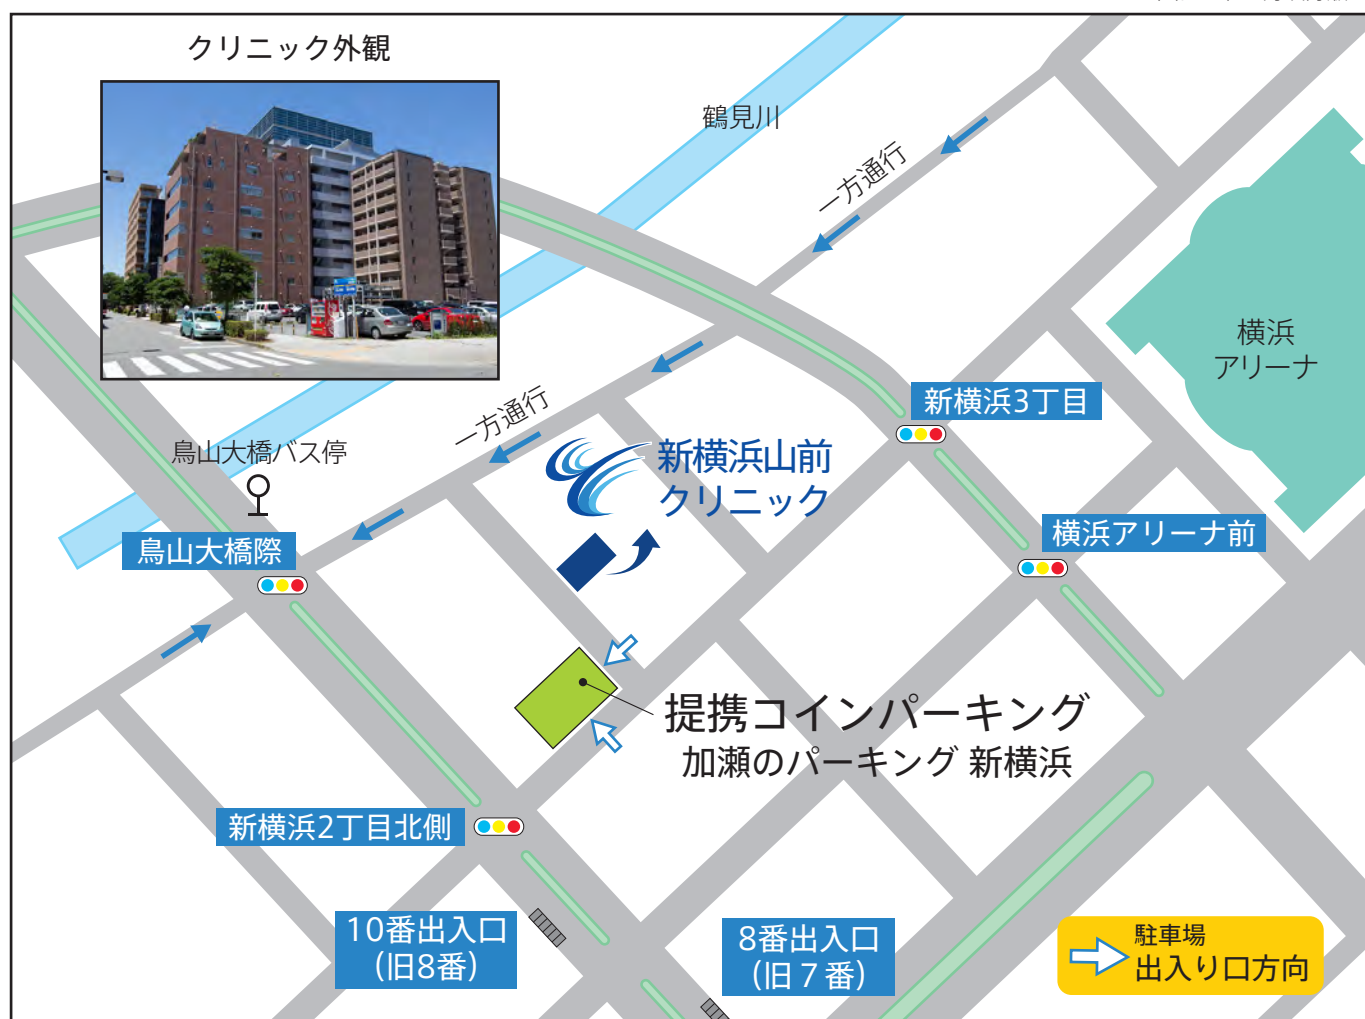 クリニック外観
鶴見川
一方通行
横浜
アリーナ
一方通行
新横浜3丁目
鳥山大橋バス停
新横浜山前
クリニック
鳥山大橋際
横浜アリーナ前
提携コインパーキング
加瀬のパーキング 新横浜
新横浜2丁目北側
10番出入口
(旧8番)
8番出入口
(旧７番)
駐車場
出入り口方向